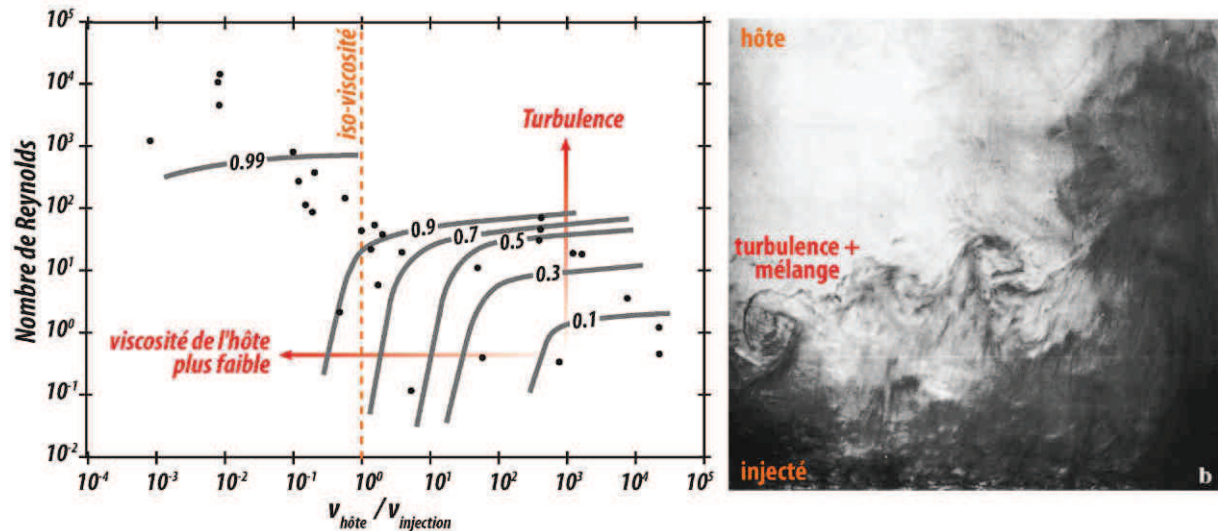 10⁵
10⁴
10³
10²
10¹
10⁰
10⁻¹
10⁻²
Nombre de Reynolds
iso-viscosité
Turbulence
0.99
0.9
0.7
0.5
0.3
0.1
viscosité de l'hôte
plus faible
10⁻⁴ 10⁻³ 10⁻² 10⁻¹ 10⁰ 10¹ 10² 10³ 10⁴ 10⁵
νhôte / νinjection
hôte
turbulence +
mélange
injecté
b